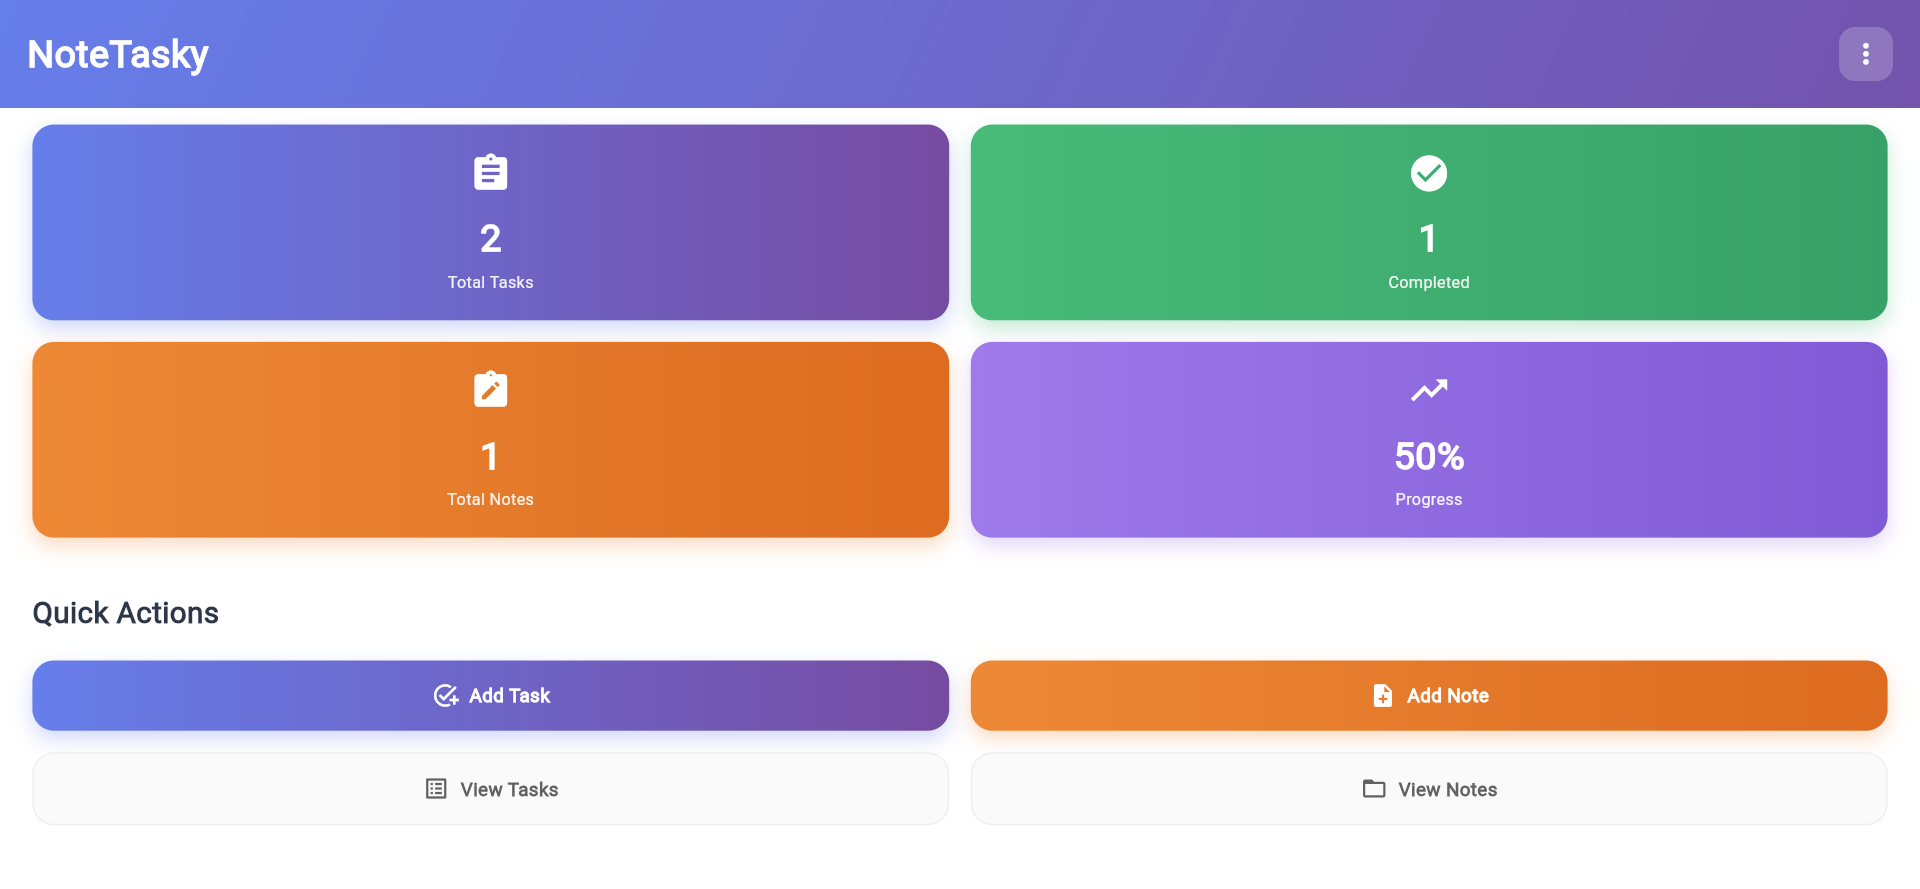 NoteTasky
2
Total Tasks
1
Completed
1
Total Notes
50%
Progress
Quick Actions
Add Task
Add Note
View Tasks
View Notes